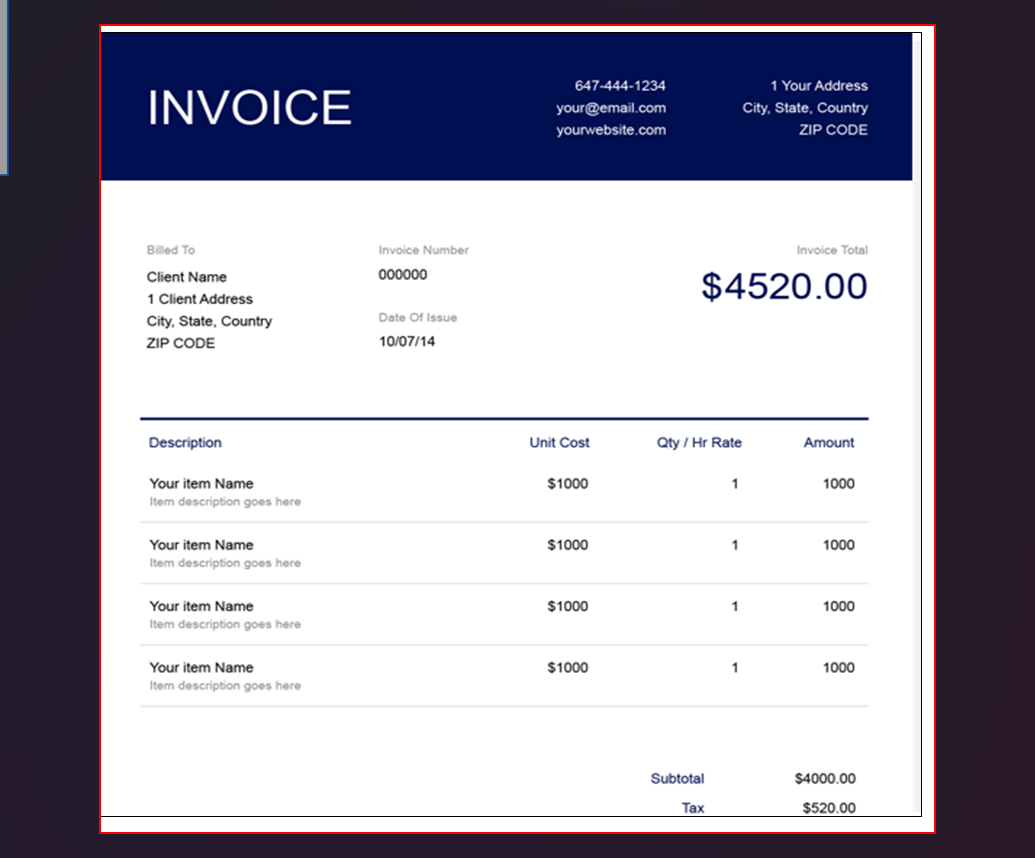 INVOICE
647-444-1234
your@email.com
yourwebsite.com
1 Your Address
City, State, Country
ZIP CODE
Billed To
Client Name
1 Client Address
City, State, Country
ZIP CODE
Invoice Number
000000
Date Of Issue
10/07/14
Invoice Total
$4520.00
Description Unit Cost Qty / Hr Rate Amount
Your item Name $1000 1 1000
Item description goes here
Your item Name $1000 1 1000
Item description goes here
Your item Name $1000 1 1000
Item description goes here
Your item Name $1000 1 1000
Item description goes here
Subtotal $4000.00
Tax $520.00